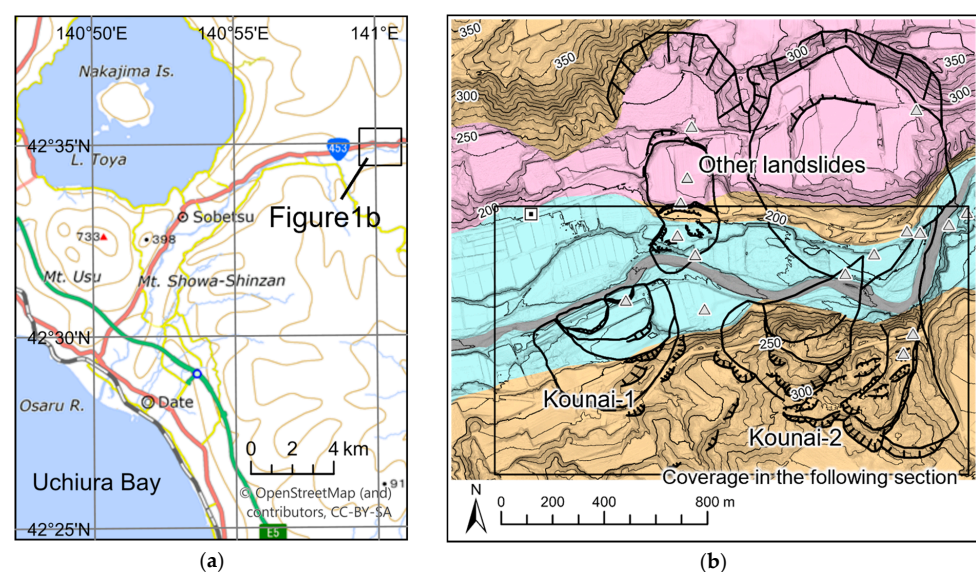 140°50'E
140°55'E
141°E
Nakajima Is.
42°35'N
L. Toya
453
Figure1b
Sobetsu
733
398
Mt. Usu
Mt. Showa-Shinzan
42°30'N
Osaru R.
Date
0 2 4 km
Uchiura Bay
© OpenStreetMap (and)
contributors, CC-BY-SA
91
42°25'N
E5
(a)
350
350
350
300
300
300
250
250
Other landslides
200
200
200
250
Kounai-1
300
Kounai-2
Coverage in the following section
N
0 200 400 800 m
(b)